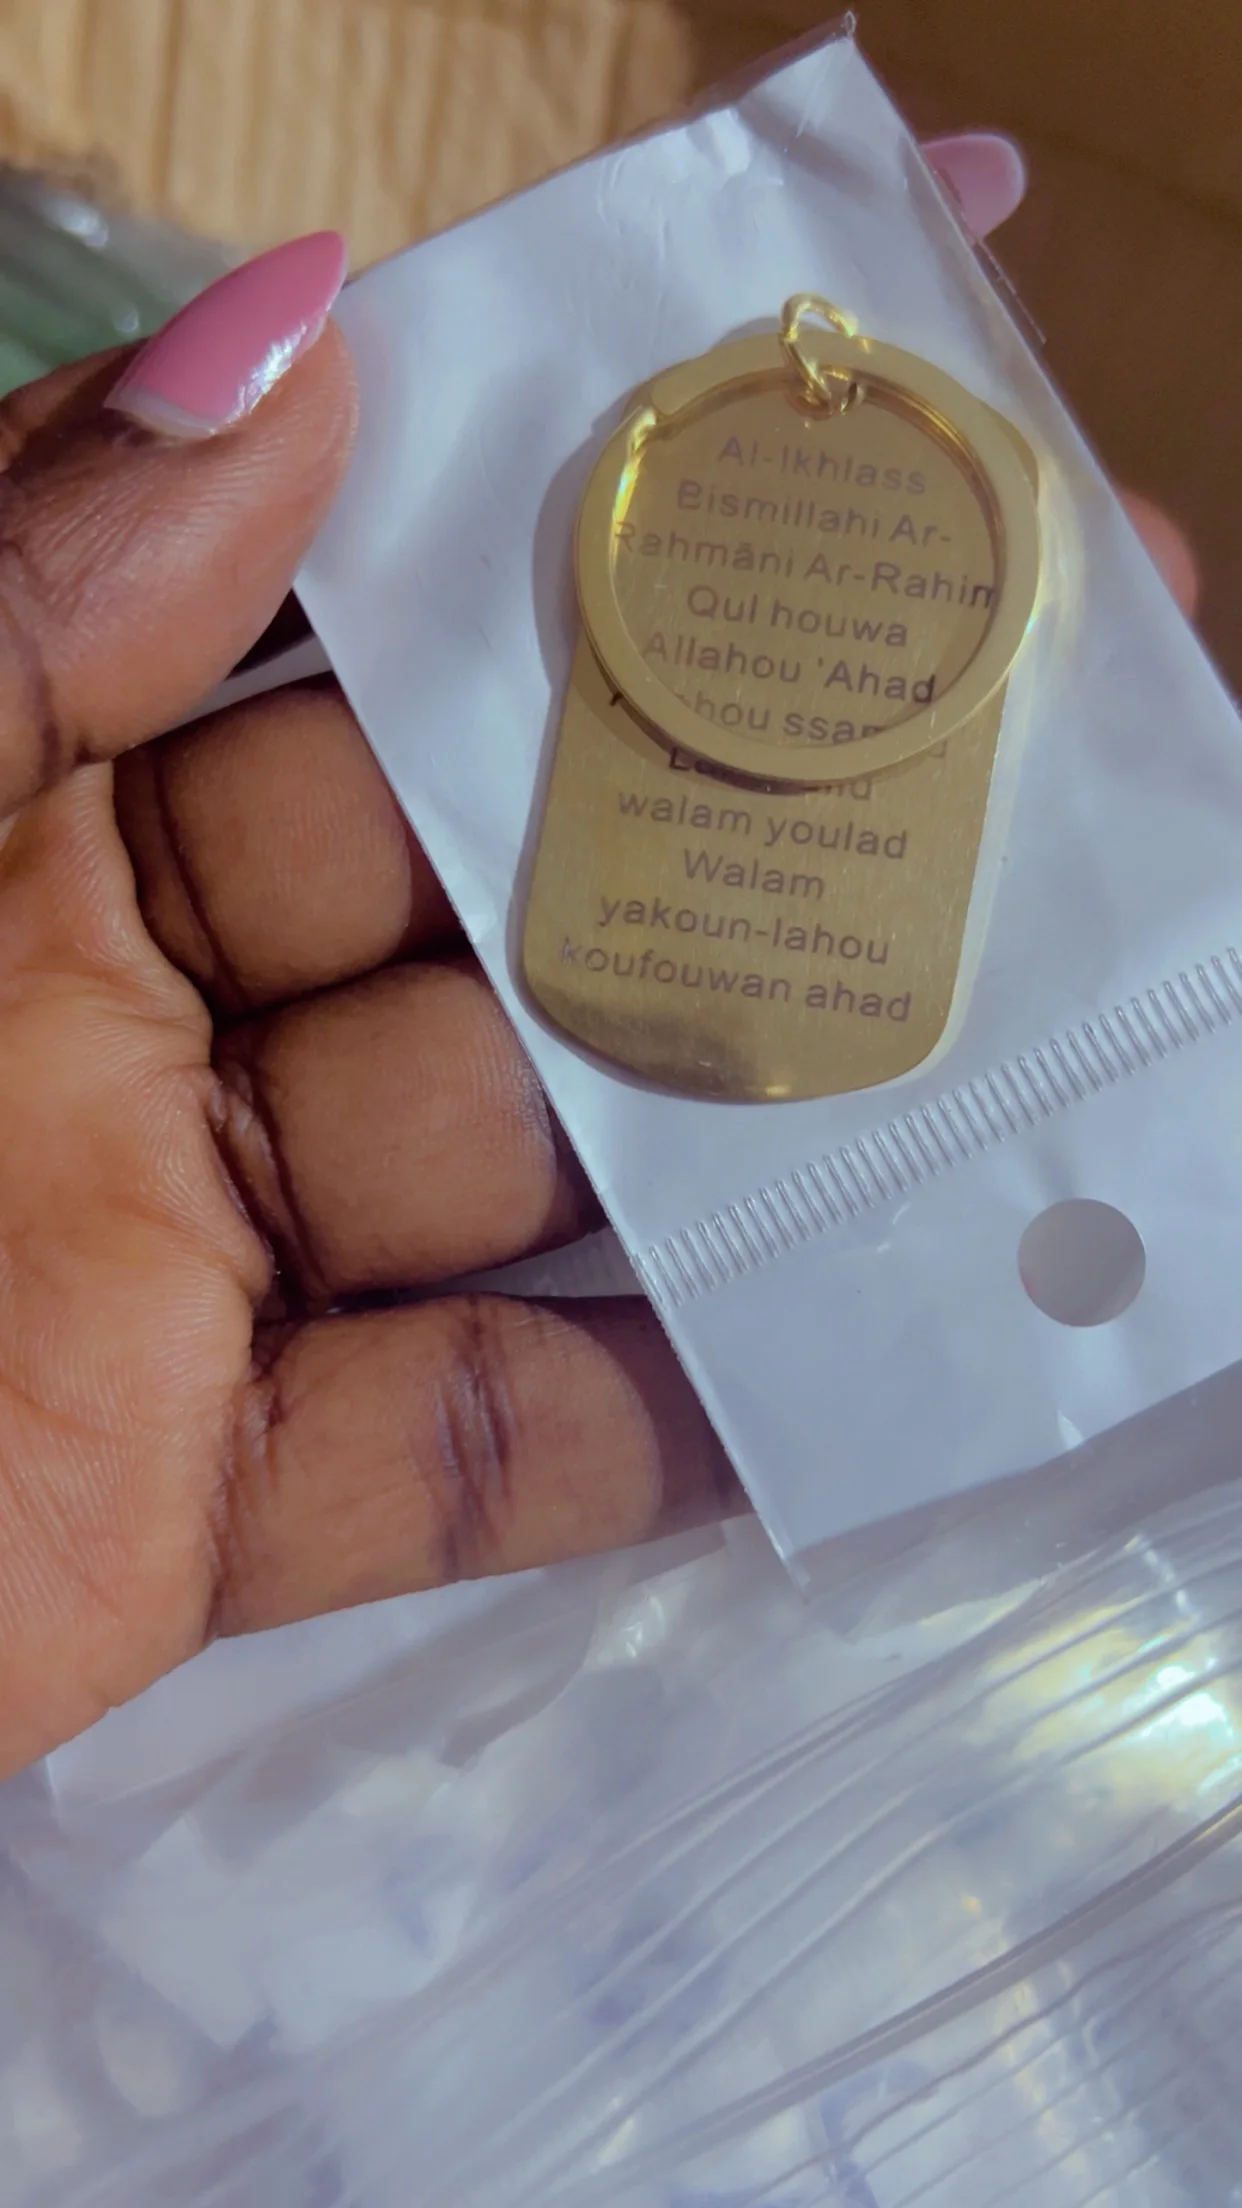 Al-Ikhlass
Bismillahi Ar-
Rahmāni Ar-Rahim
Qul houwa
Allahou 'Ahad
walam youlad
Walam
yakoun-lahou
koufouwan ahad